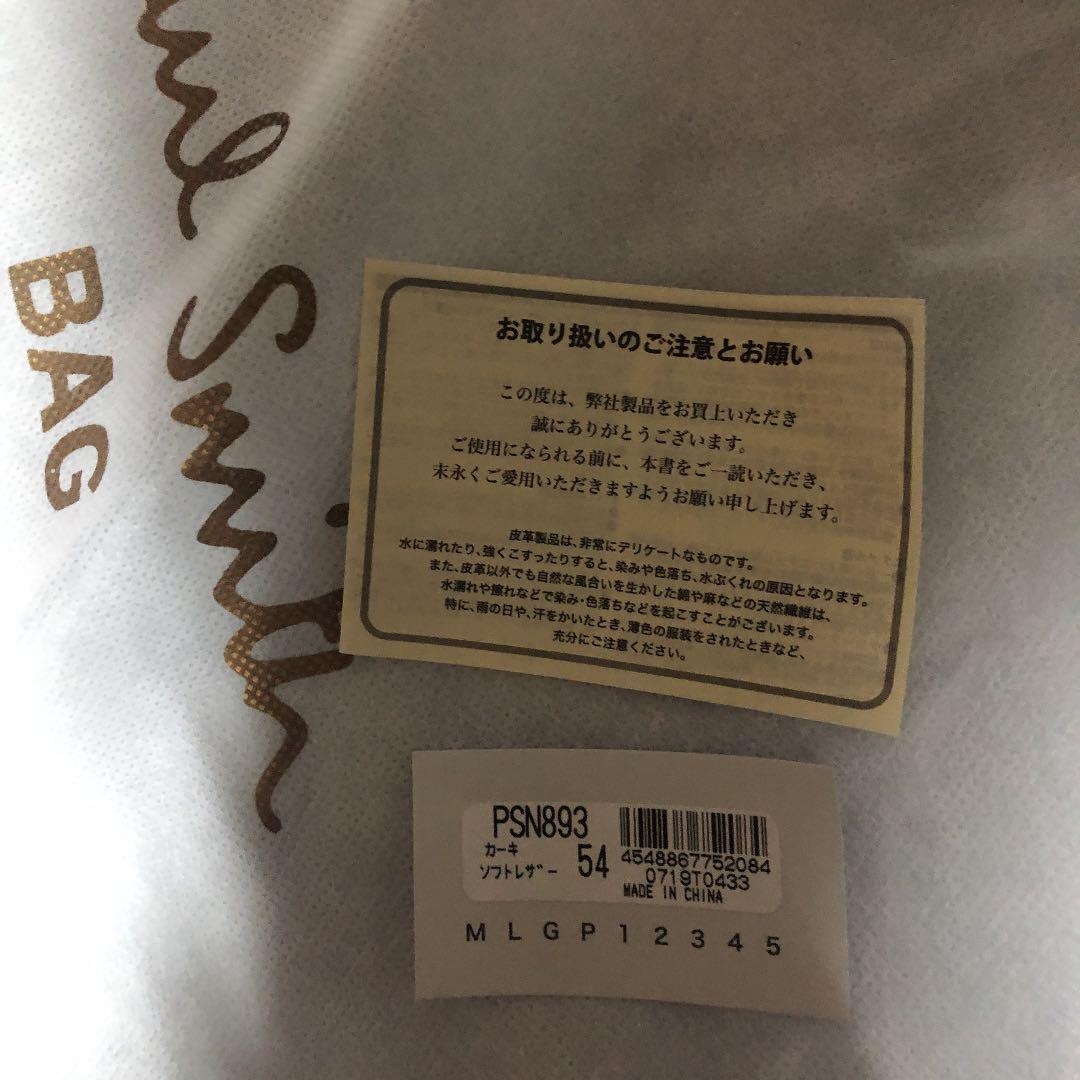 Smith
BAG
お取り扱いのご注意とお願い
この度は、弊社製品をお買上いただき
誠にありがとうございます。
ご使用になられる前に、本書をご一読いただき、
末永くご愛用いただきますようお願い申し上げます。
皮革製品は、非常にデリケートなものです。
水に濡れたり、強くこすったりすると、染みや色落ち、水ぶくれの原因となります。
また、皮革以外でも自然な風合いを生かした綿や麻などの天然繊維は、
水濡れや擦れなどで染み・色落ちなどを起こすことがございます。
特に、雨の日や、汗をかいたとき、薄色の服装をされたときなど、
充分にご注意ください。
PSN893
カーキ
ソフトレザー 54
4548867752084
0719T0433
MADE IN CHINA
M L G P 1 2 3 4 5